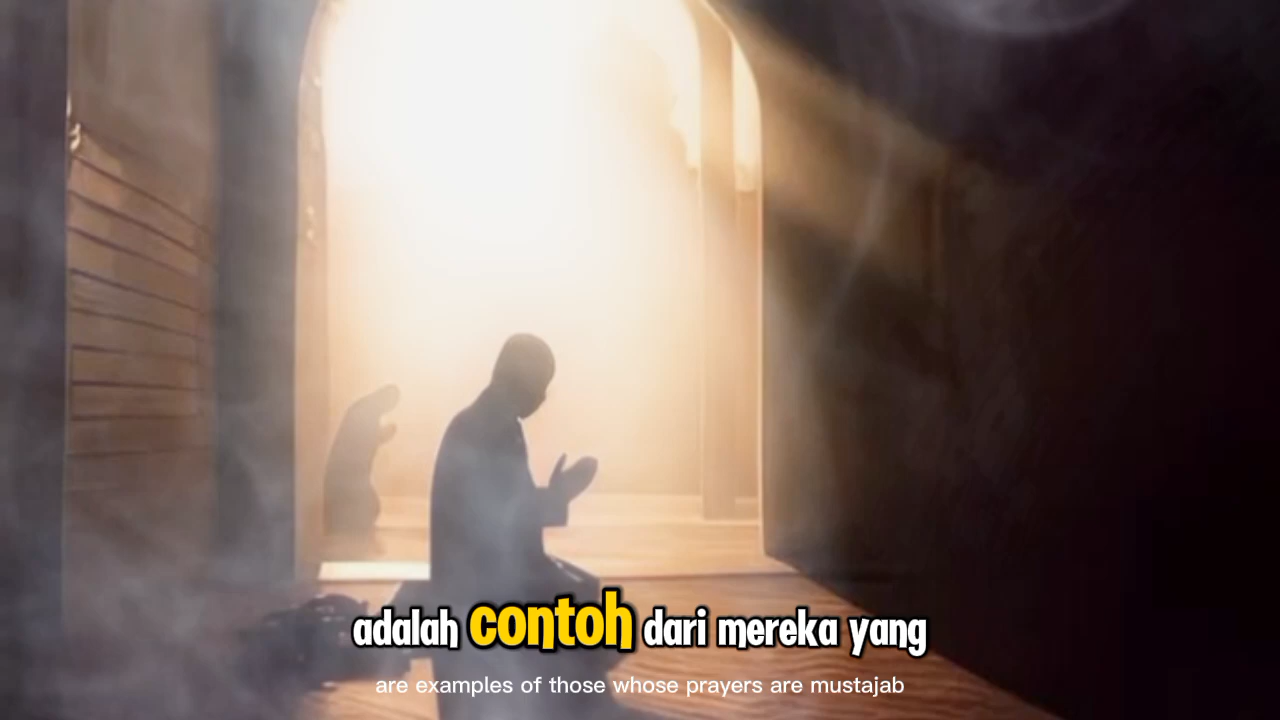 adalah contoh dari mereka yang
are examples of those whose prayers are mustajab